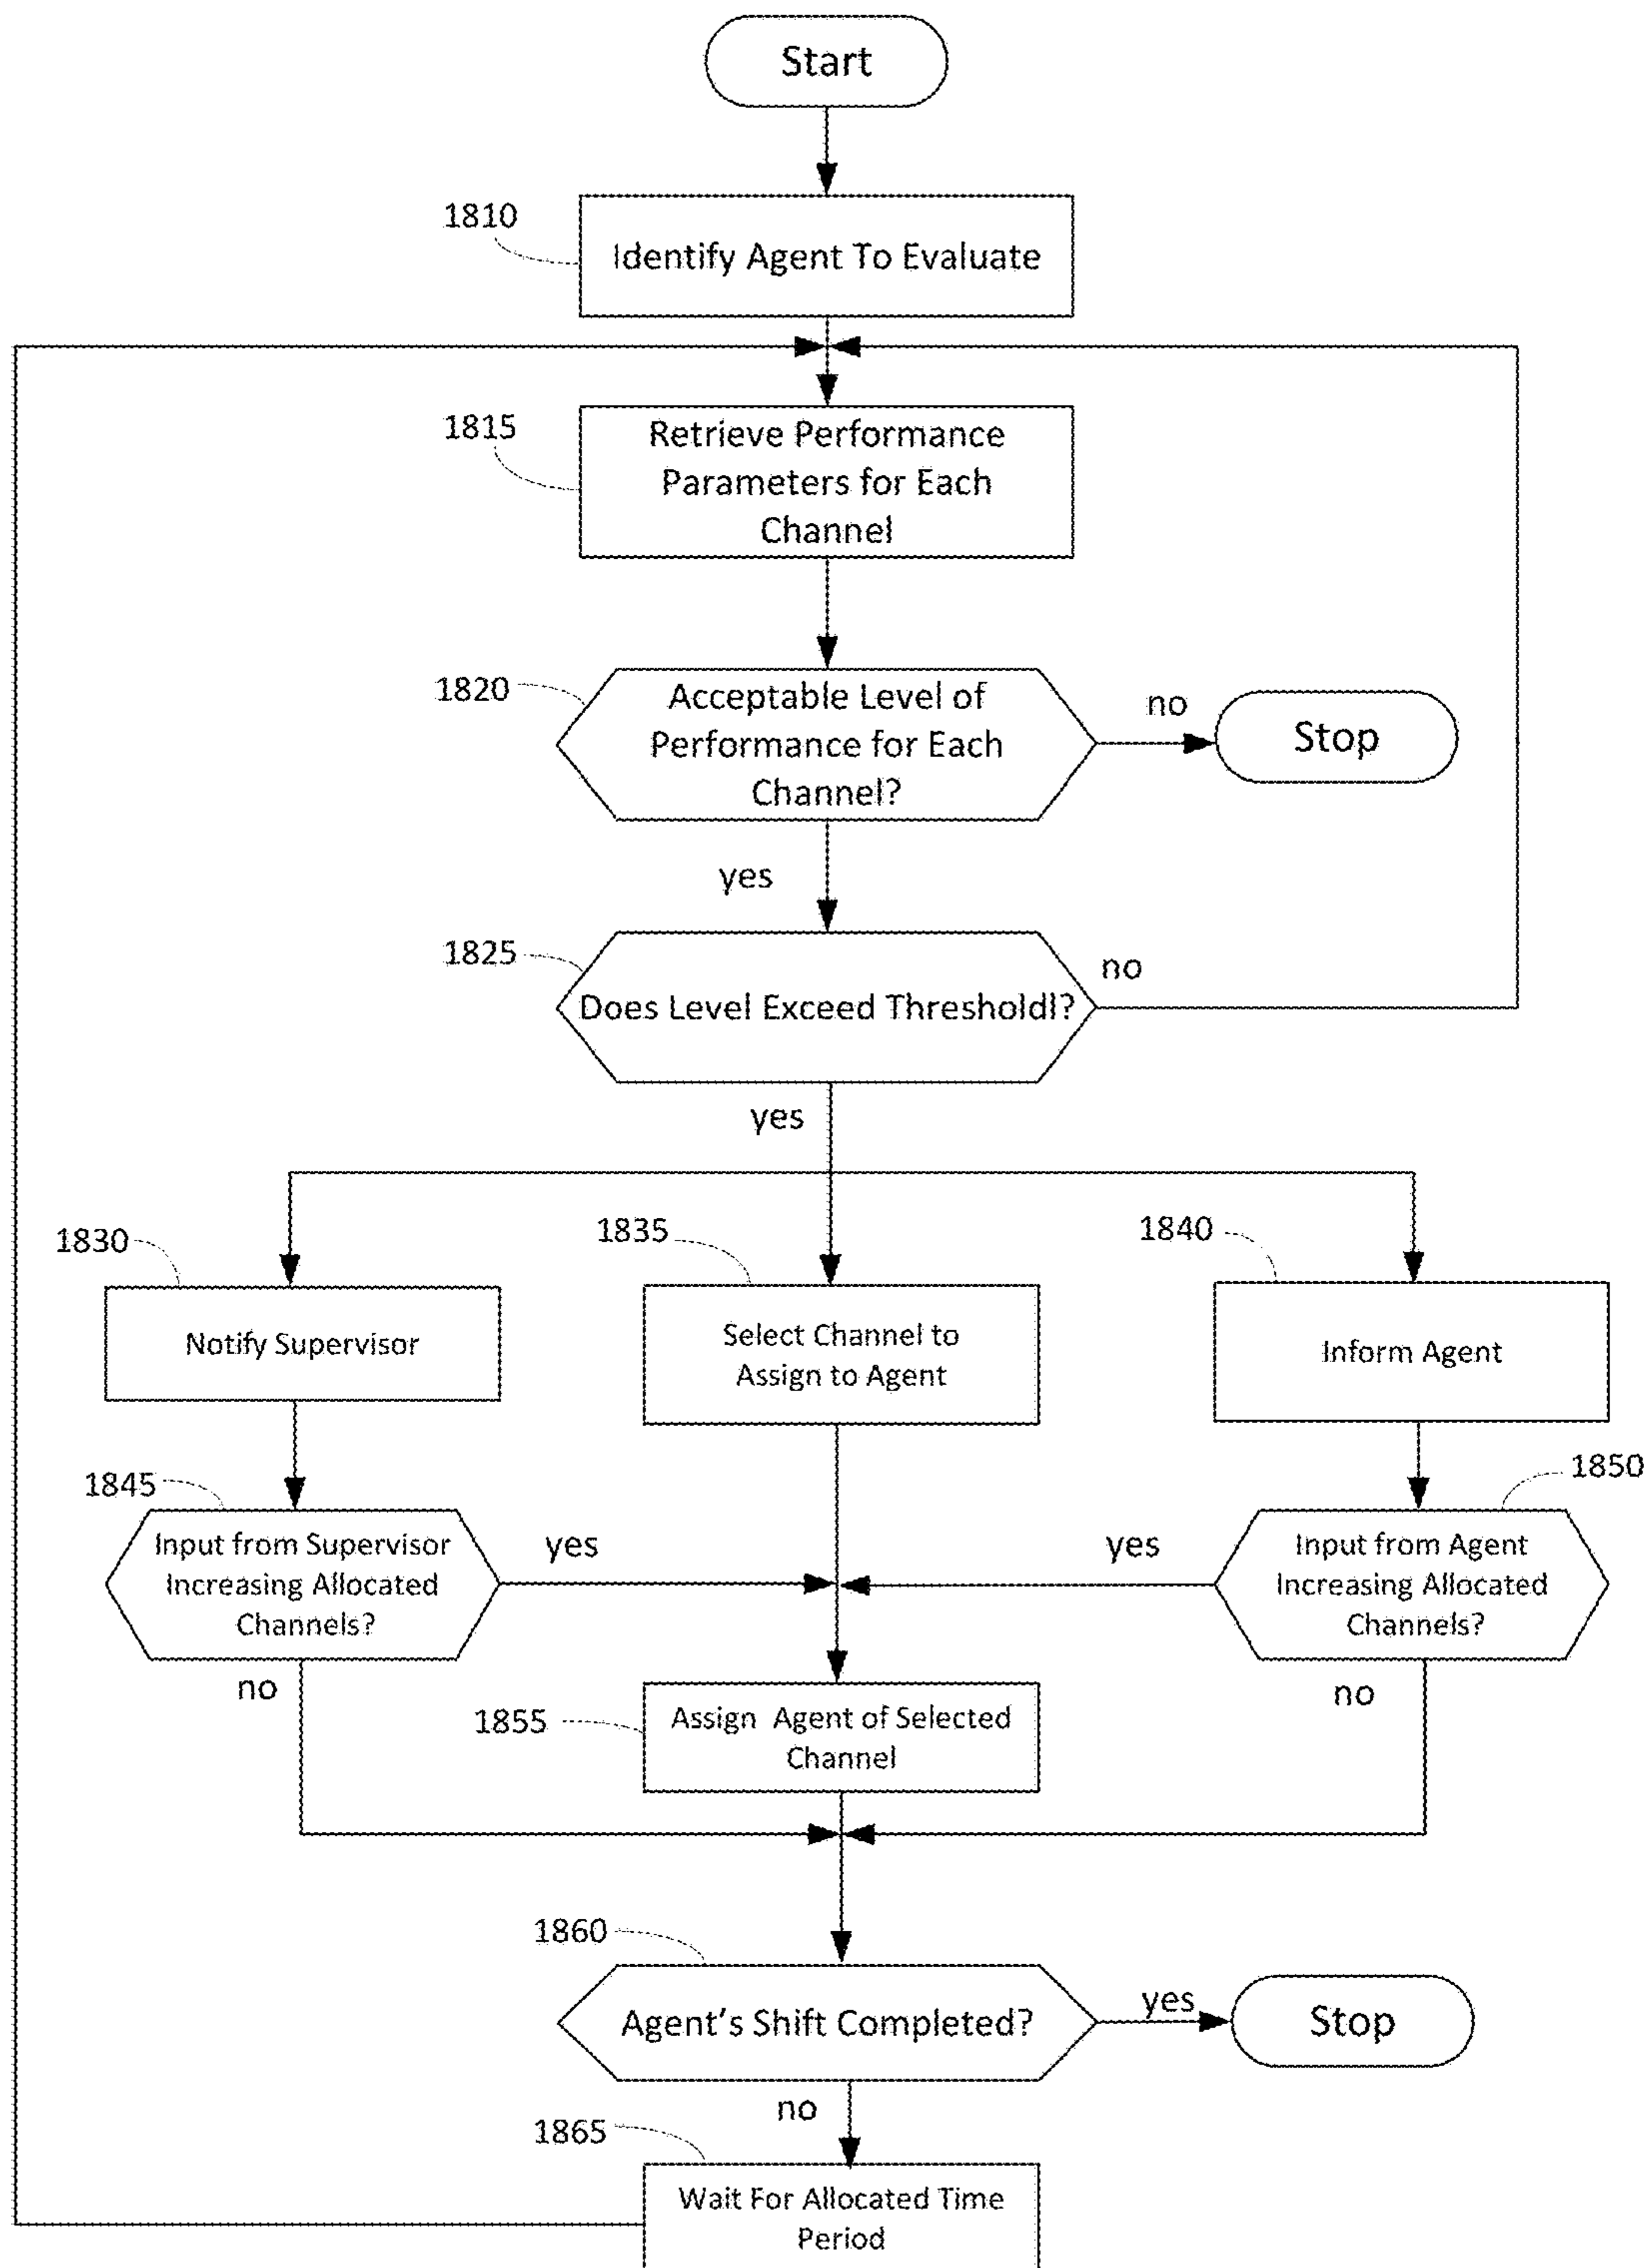 Start
1810
Identify Agent To Evaluate
1815
Retrieve Performance
Parameters for Each
Channel
1820
Acceptable Level of
Performance for Each
Channel?
no
Stop
yes
1825
Does Level Exceed Thresholdl?
no
yes
1830
1835
1840
Notify Supervisor
Select Channel to
Assign to Agent
Inform Agent
1845
1850
Input from Supervisor
Increasing Allocated
Channels?
yes
yes
Input from Agent
Increasing Allocated
Channels?
no
no
1855
Assign Agent of Selected
Channel
1860
Agent's Shift Completed?
yes
Stop
no
1865
Wait For Allocated Time
Period